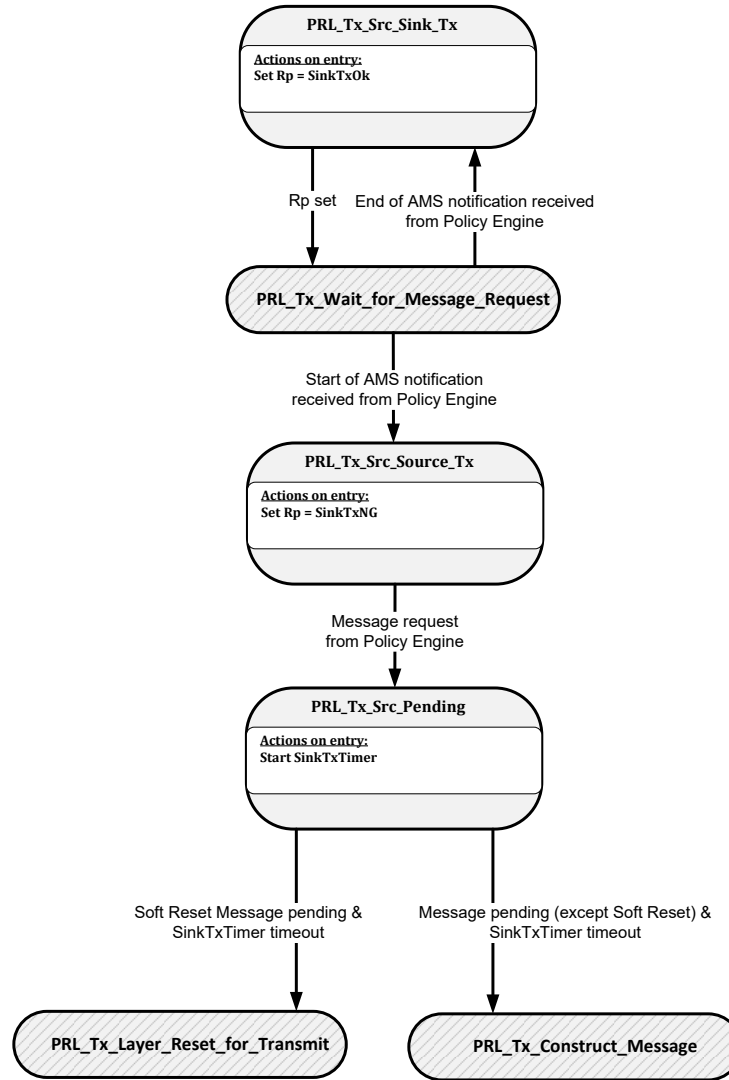 PRL_Tx_Src_Sink_Tx
Actions on entry:
Set Rp = SinkTxOk
Rp set
End of AMS notification received
from Policy Engine
PRL_Tx_Wait_for_Message_Request
Start of AMS notification
received from Policy Engine
PRL_Tx_Src_Source_Tx
Actions on entry:
Set Rp = SinkTxNG
Message request
from Policy Engine
PRL_Tx_Src_Pending
Actions on entry:
Start SinkTxTimer
Soft Reset Message pending &
SinkTxTimer timeout
Message pending (except Soft Reset) &
SinkTxTimer timeout
PRL_Tx_Layer_Reset_for_Transmit
PRL_Tx_Construct_Message